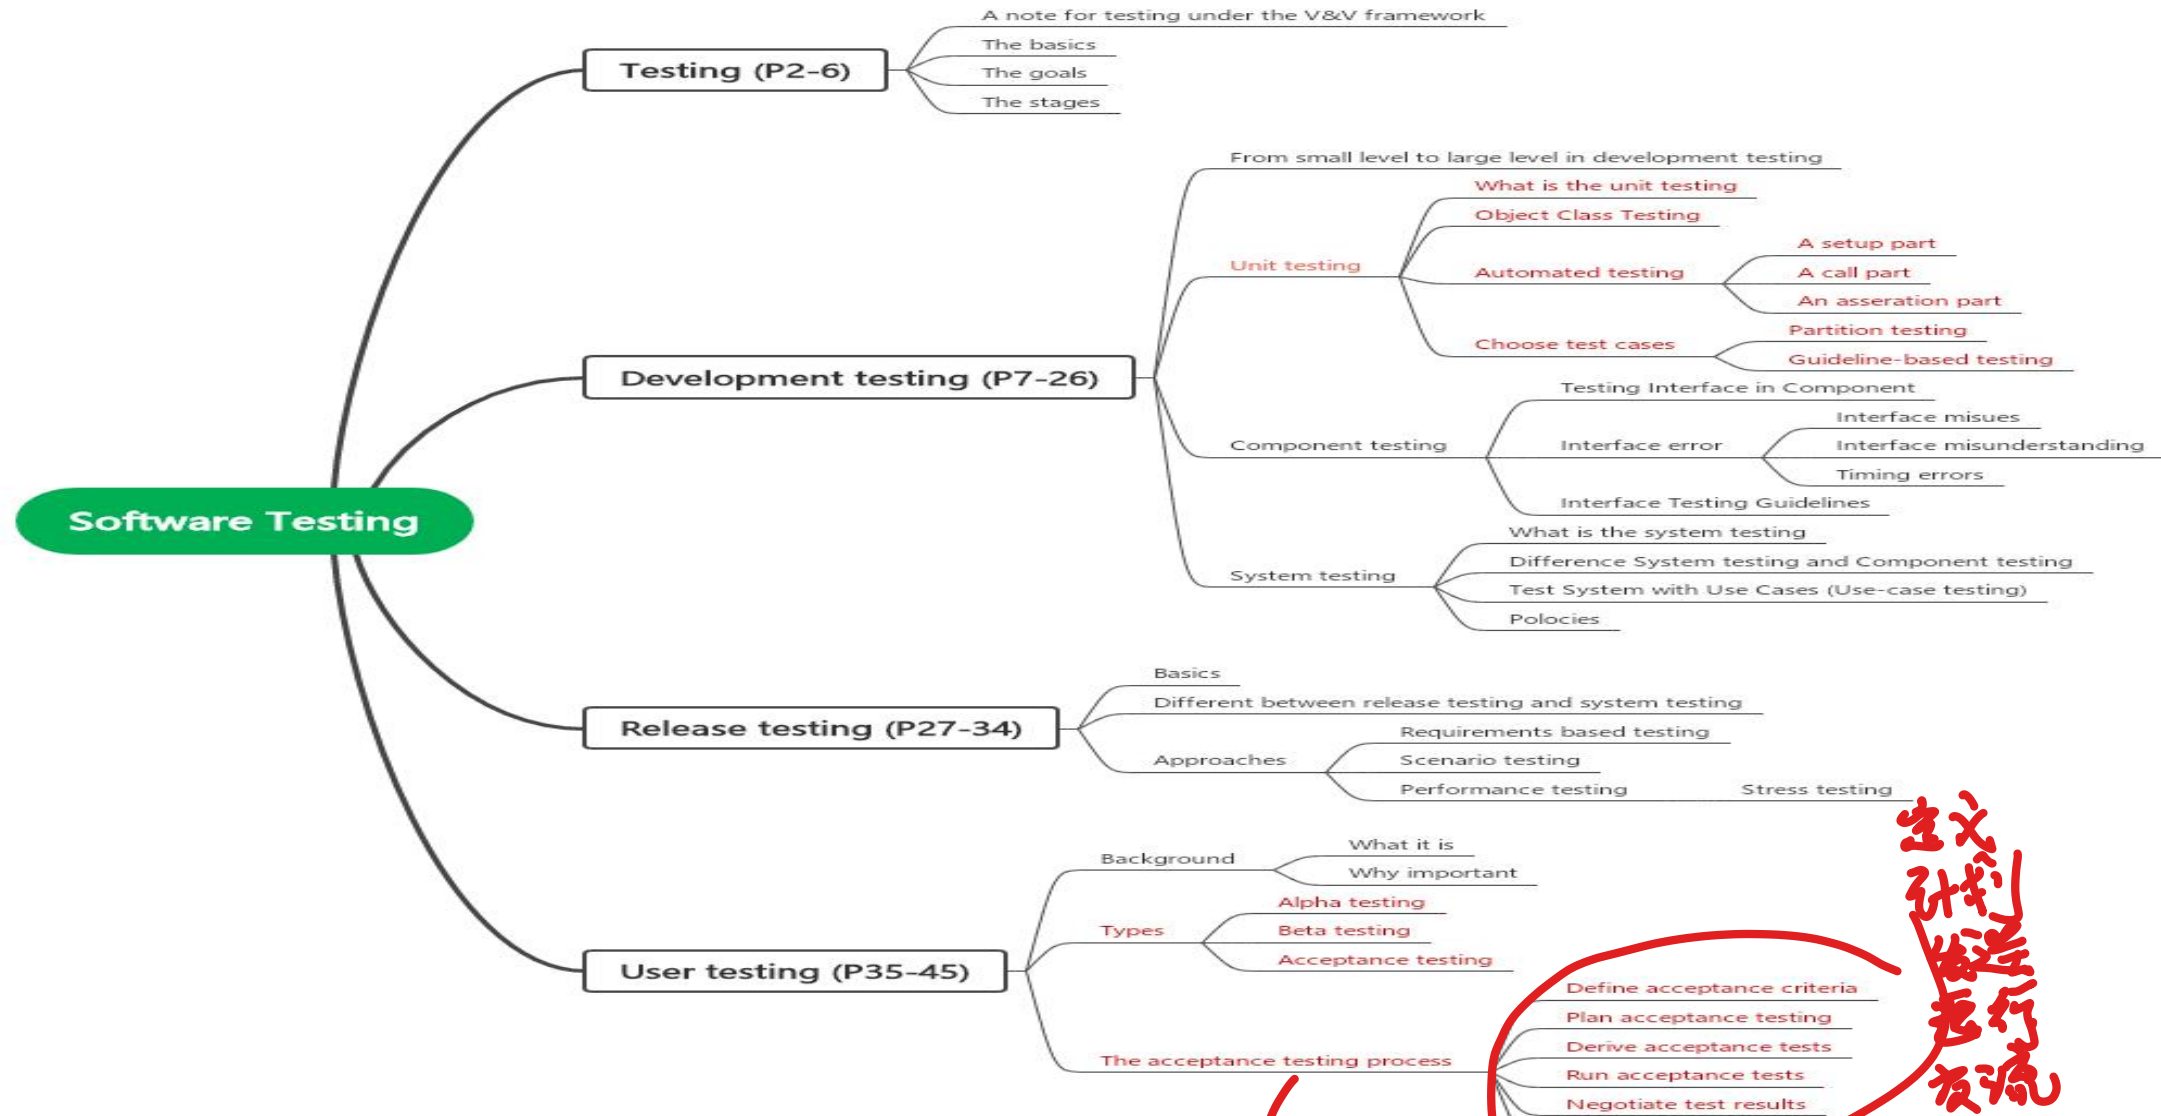 Software Testing
Testing (P2-6)
A note for testing under the V&V framework
The basics
The goals
The stages
Development testing (P7-26)
From small level to large level in development testing
Unit testing
What is the unit testing
Object Class Testing
Automated testing
A setup part
A call part
An asseration part
Choose test cases
Partition testing
Guideline-based testing
Component testing
Testing Interface in Component
Interface error
Interface misues
Interface misunderstanding
Timing errors
Interface Testing Guidelines
System testing
What is the system testing
Difference System testing and Component testing
Test System with Use Cases (Use-case testing)
Polocies
Release testing (P27-34)
Basics
Different between release testing and system testing
Approaches
Requirements based testing
Scenario testing
Performance testing
Stress testing
User testing (P35-45)
Background
What it is
Why important
Types
Alpha testing
Beta testing
Acceptance testing
The acceptance testing process
Define acceptance criteria
Plan acceptance testing
Derive acceptance tests
Run acceptance tests
Negotiate test results
定义
计划